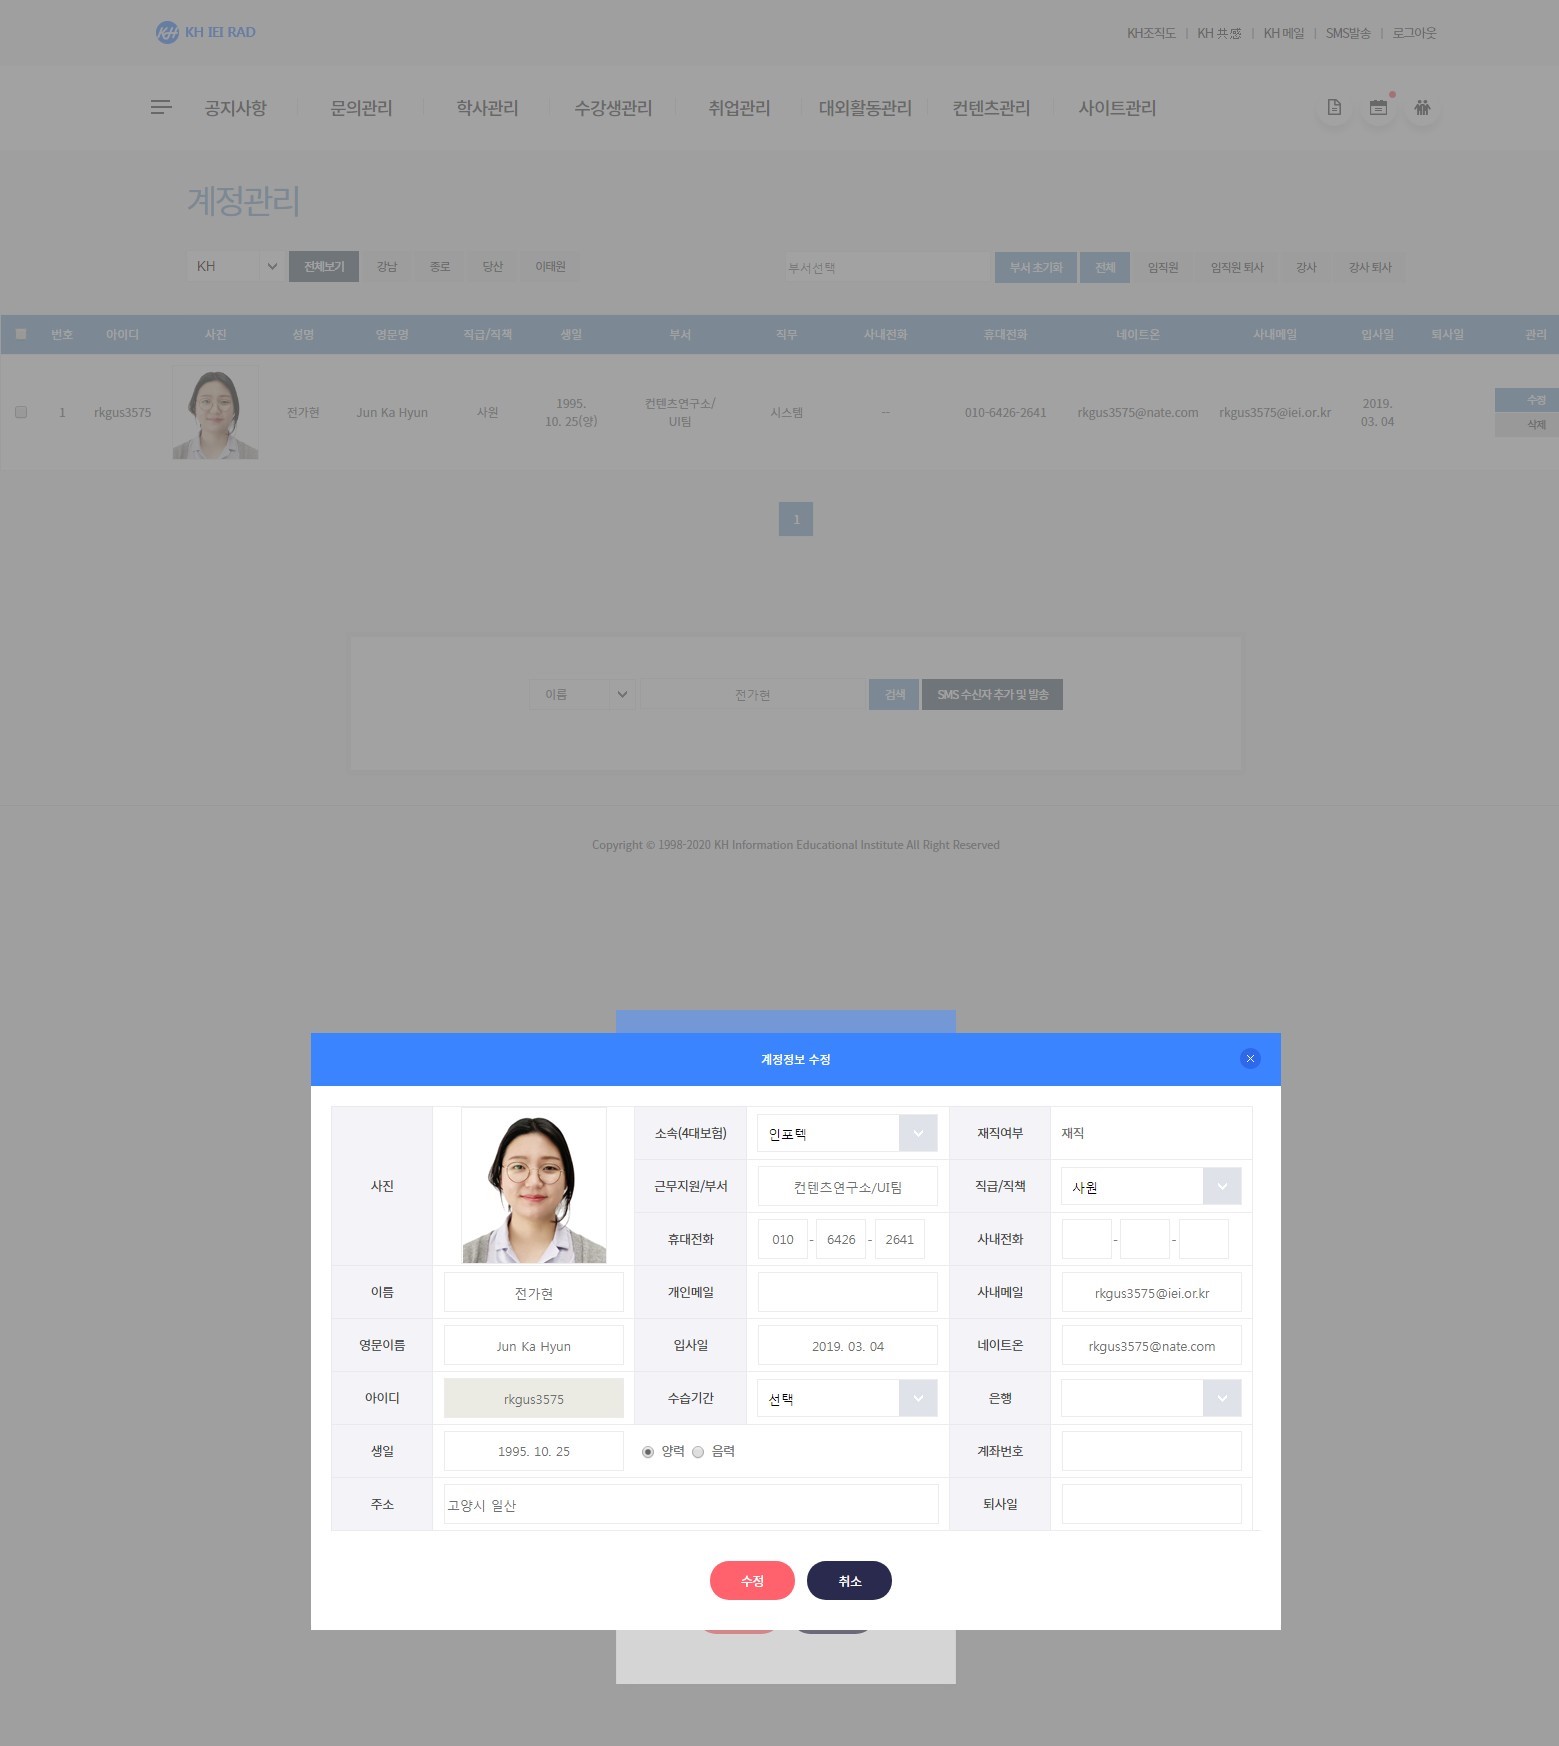 KH KH IEI RAD
KH조직도 | KH 共感 | KH 메일 | SMS발송 | 로그아웃
공지사항 문의관리 학사관리 수강생관리 취업관리 대외활동관리 컨텐츠관리 사이트관리
계정관리
KH 전체보기 강남 종로 당산 이태원 부서선택 부서 초기화 전체 임직원 임직원 퇴사 강사 강사 퇴사
번호 아이디 사진 성명 영문명 직급/직책 생일 부서 직무 사내전화 휴대전화 네이트온 사내메일 입사일 퇴사일 관리
1 rkgus3575 전가현 Jun Ka Hyun 사원 1995. 10. 25(양) 컨텐츠연구소/ UI팀 시스템 -- 010-6426-2641 rkgus3575@nate.com rkgus3575@iei.or.kr 2019. 03. 04 수정
삭제
1
이름 전가현 검색 SMS 수신자 추가 및 발송
Copyright © 1998-2020 KH Information Educational Institute All Right Reserved
계정정보 수정
사진 소속(4대보험) 인포텍 재직여부 재직
근무지원/부서 컨텐츠연구소/UI팀 직급/직책 사원
휴대전화 010 - 6426 - 2641 사내전화 - -
이름 전가현 개인메일 사내메일 rkgus3575@iei.or.kr
영문이름 Jun Ka Hyun 입사일 2019. 03. 04 네이트온 rkgus3575@nate.com
아이디 rkgus3575 수습기간 선택 은행
생일 1995. 10. 25 양력 음력 계좌번호
주소 고양시 일산 퇴사일
수정 취소